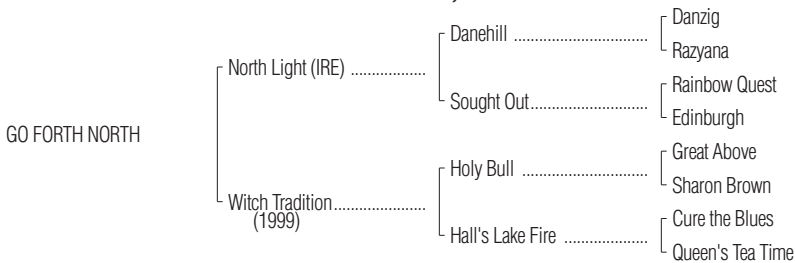 Danzig
Danehill ................................
Razyana
North Light (IRE) ..................
Rainbow Quest
Sought Out............................
Edinburgh
GO FORTH NORTH
Great Above
Holy Bull ..............................
Sharon Brown
Witch Tradition......................
(1999)
Cure the Blues
Hall's Lake Fire ....................
Queen's Tea Time